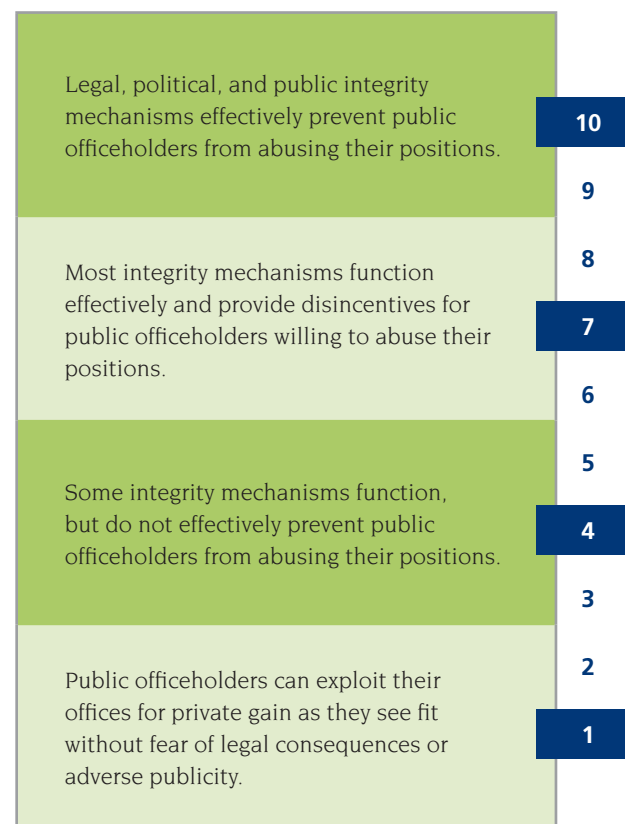 Legal, political, and public integrity
mechanisms effectively prevent public
officeholders from abusing their positions.
10
9
8
Most integrity mechanisms function
effectively and provide disincentives for
public officeholders willing to abuse their
positions.
7
6
5
Some integrity mechanisms function,
but do not effectively prevent public
officeholders from abusing their positions.
4
3
2
Public officeholders can exploit their
offices for private gain as they see fit
without fear of legal consequences or
adverse publicity.
1